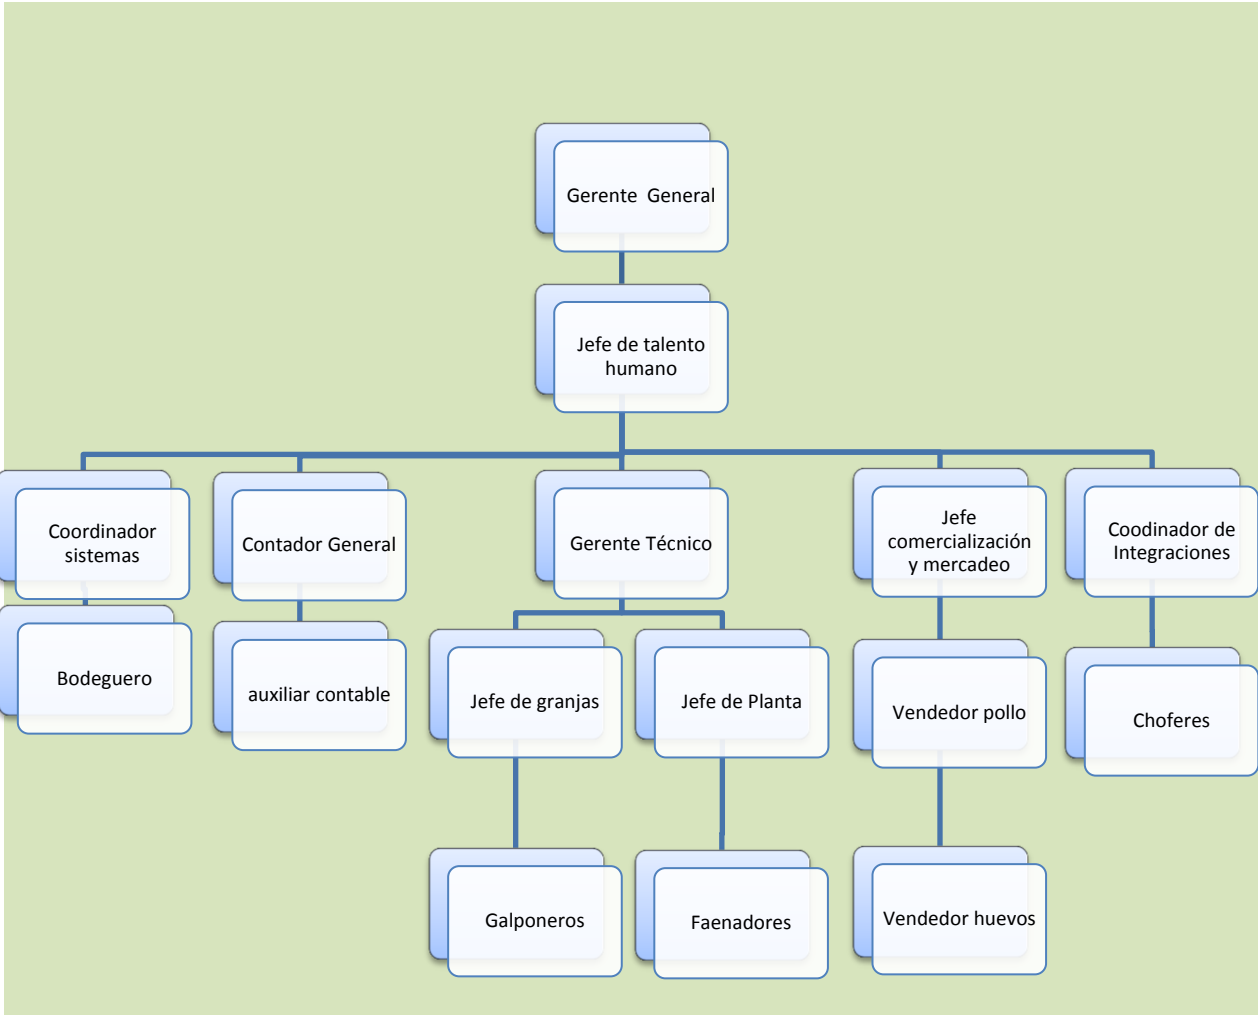 Gerente  General
Jefe de talento
humano
Coordinador
sistemas
Contador General
Gerente Técnico
Jefe
comercialización
y mercadeo
Coodinador de
Integraciones
Bodeguero
auxiliar contable
Jefe de granjas
Jefe de Planta
Vendedor pollo
Choferes
Galponeros
Faenadores
Vendedor huevos